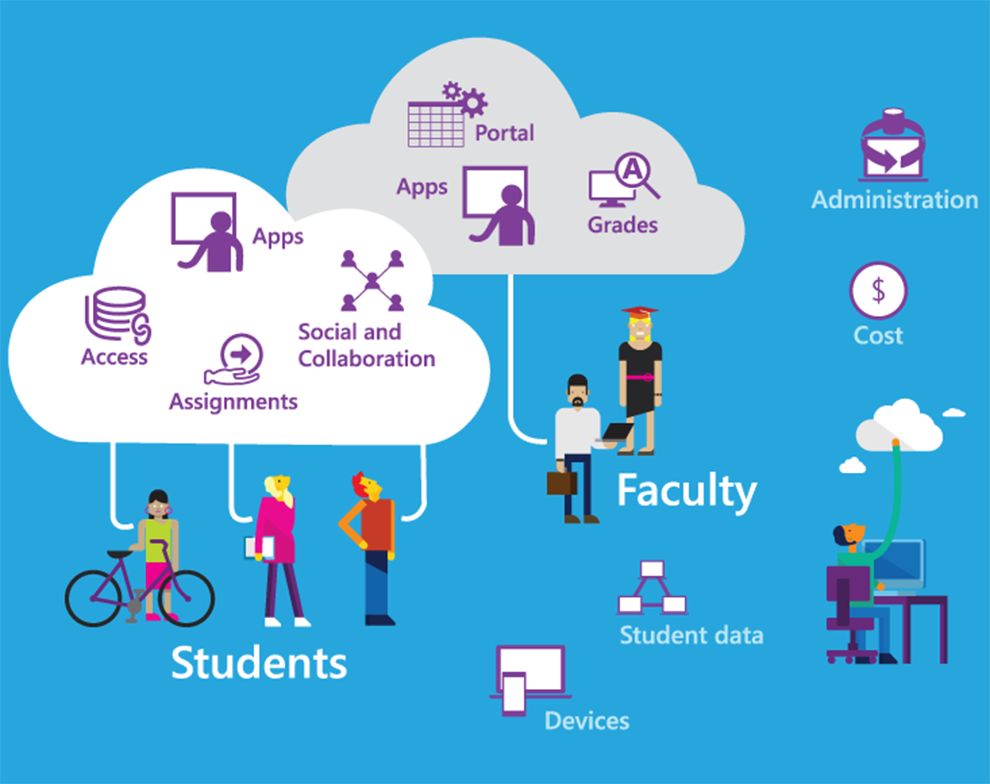 Portal
Apps
Grades
Administration
Apps
Social and
Collaboration
Access
Assignments
$
Cost
A
Faculty
Students
Student data
Devices